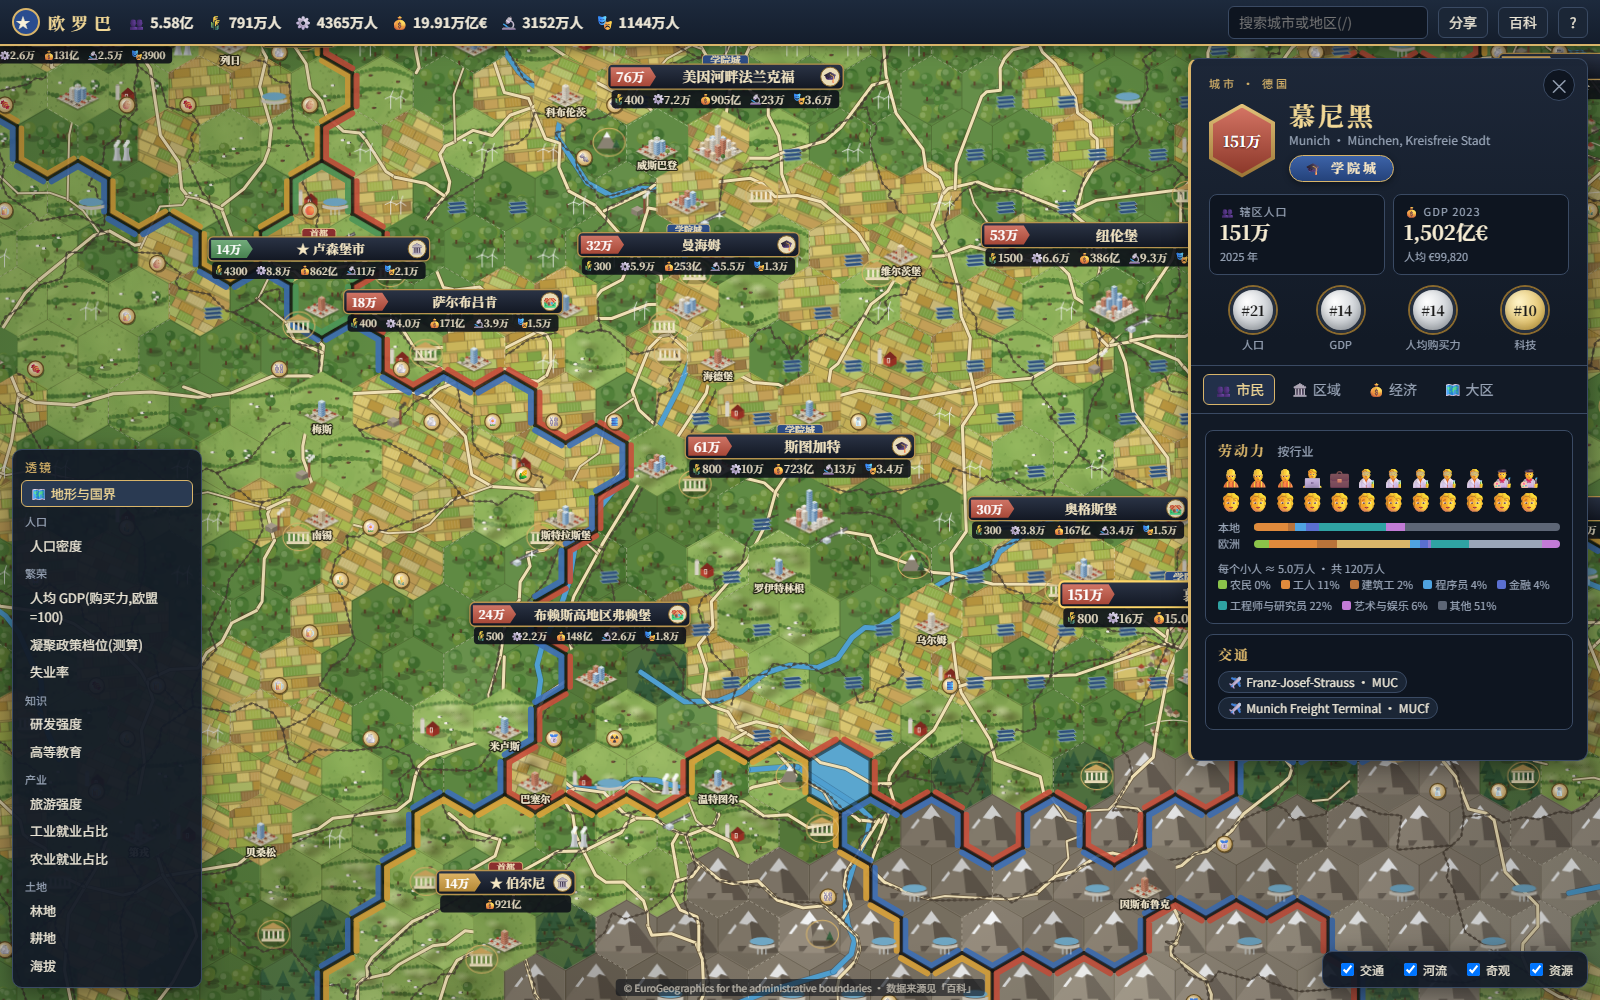 欧罗巴
5.58亿
791万人
4365万人
19.91万亿€
3152万人
1144万人
搜索城市或地区(/)
分享
百科
?
2.6万 131亿 2.5万 3900
列日
学院城
76万 美因河畔法兰克福
400 7.2万 905亿 23万 3.6万
科布伦茨
威斯巴登
首都
14万 ★卢森堡市
4300 8.8万 862亿 11万 2.1万
学院城
32万 曼海姆
300 5.9万 253亿 5.5万 1.3万
53万 纽伦堡
1500 6.6万 386亿 9.3万
维尔茨堡
18万 萨尔布吕肯
400 4.0万 171亿 3.9万 1.5万
海德堡
梅斯
学院城
61万 斯图加特
800 10万 723亿 13万 3.4万
30万 奥格斯堡
300 3.8万 167亿 3.4万 1.5万
南锡
斯特拉斯堡
罗伊特林根
151万
800 16万 15.0
24万 布赖斯高地区弗赖堡
500 2.2万 148亿 2.6万 1.8万
乌尔姆
米卢斯
巴塞尔
温特图尔
贝桑松
首都
14万 ★伯尔尼
921亿
因斯布鲁克
透镜
地形与国界
人口
人口密度
繁荣
人均 GDP(购买力,欧盟
=100)
凝聚政策档位(测算)
失业率
知识
研发强度
高等教育
产业
旅游强度
工业就业占比
农业就业占比
土地
林地
耕地
海拔
城市 · 德国
151万
慕尼黑
Munich · München, Kreisfreie Stadt
学院城
辖区人口
151万
2025 年
GDP 2023
1,502亿€
人均 €99,820
#21
#14
#14
#10
人口
GDP
人均购买力
科技
市民
区域
经济
大区
劳动力 按行业
本地
欧洲
每个小人 ≈ 5.0万人 · 共 120万人
农民 0% 工人 11% 建筑工 2% 程序员 4% 金融 4%
工程师与研究员 22% 艺术与娱乐 6% 其他 51%
交通
Franz-Josef-Strauss · MUC
Munich Freight Terminal · MUCf
交通
河流
奇观
资源
© EuroGeographics for the administrative boundaries · 数据来源见「百科」